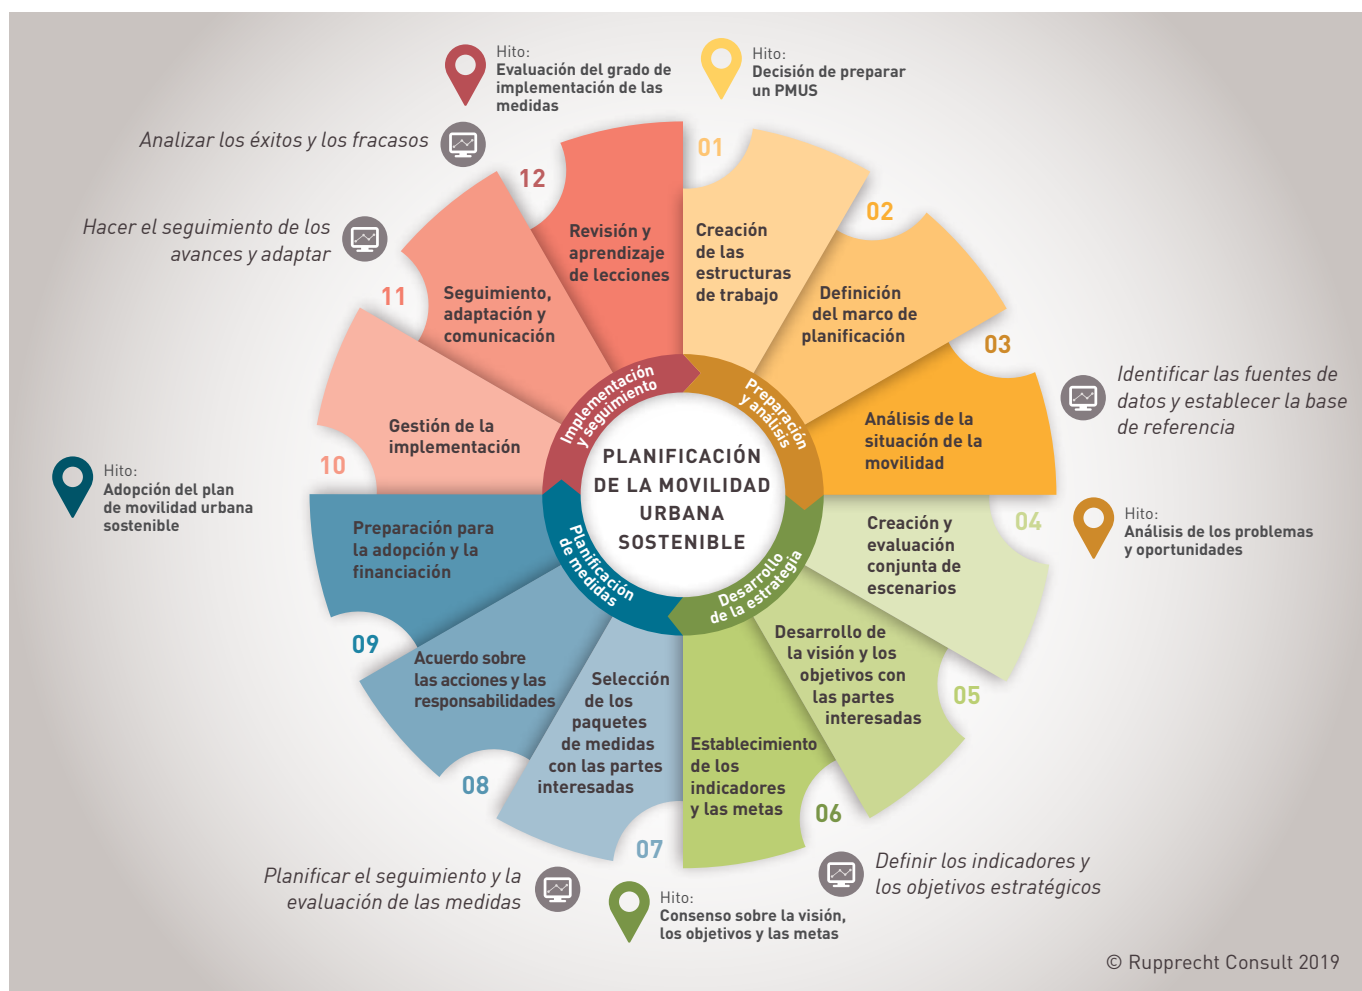 Hito:
Evaluación del grado de
implementación de las
medidas
Hito:
Decisión de preparar
un PMUS
Analizar los éxitos y los fracasos
Hacer el seguimiento de los
avances y adaptar
01
Creación
de las
estructuras
de trabajo
02
Definición
del marco de
planificación
03
Análisis de la
situación de la
movilidad
Identificar las fuentes de
datos y establecer la base
de referencia
Hito:
Análisis de los problemas
y oportunidades
04
Creación y
evaluación
conjunta de
escenarios
05
Desarrollo de
la visión y los
objetivos con
las partes
interesadas
06
Establecimiento
de los
indicadores
y las metas
Definir los indicadores y
los objetivos estratégicos
Hito:
Consenso sobre la visión,
los objetivos y las metas
07
Selección
de los
paquetes
de medidas
con las partes
interesadas
Planificar el seguimiento y la
evaluación de las medidas
08
Acuerdo sobre
las acciones y las
responsabilidades
09
Preparación para
la adopción y la
financiación
Hito:
Adopción del plan
de movilidad urbana
sostenible
10
Gestión de la
implementación
11
Seguimiento,
adaptación y
comunicación
12
Revisión y
aprendizaje
de lecciones
Preparación
y análisis
Desarrollo
de la estrategia
Planificación
de medidas
Implementación
y seguimiento
PLANIFICACIÓN
DE LA MOVILIDAD
URBANA
SOSTENIBLE
© Rupprecht Consult 2019